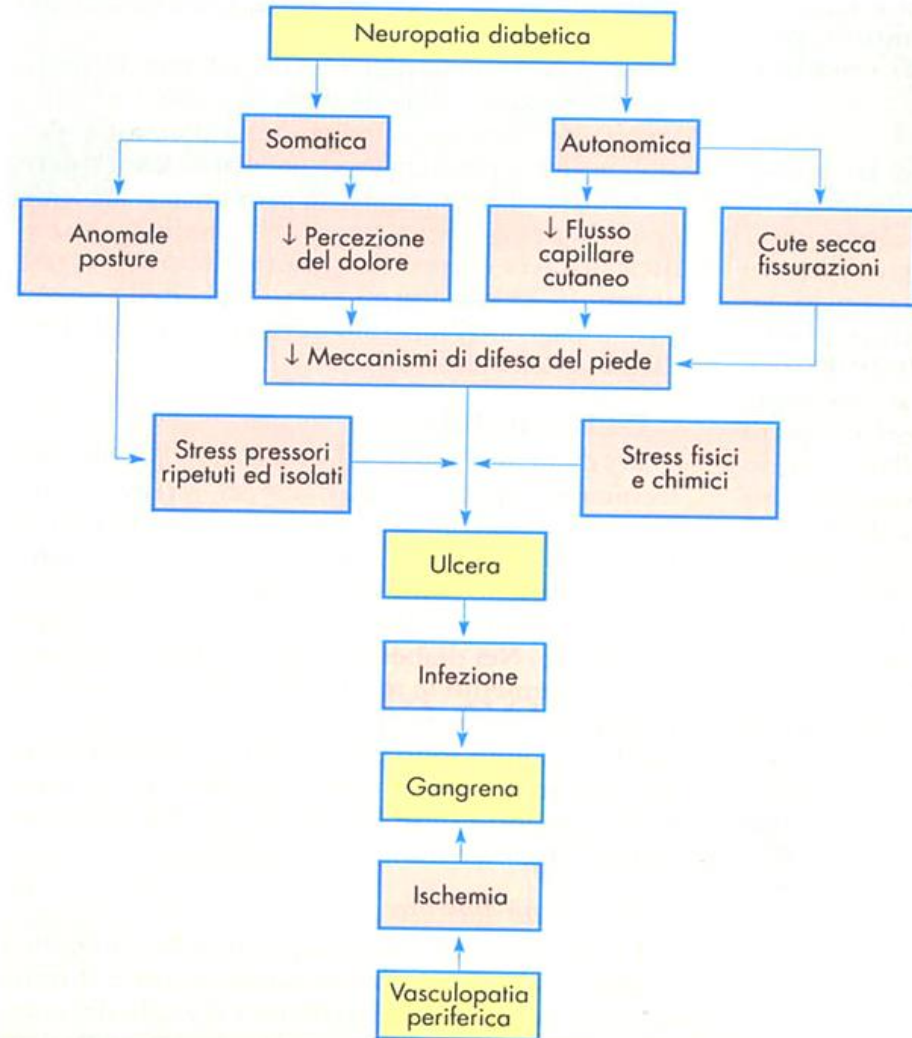 Neuropatia diabetica
Somatica
Autonomica
Anomale
posture
↓ Percezione
del dolore
↓ Flusso
capillare
cutaneo
Cute secca
fissurazioni
↓ Meccanismi di difesa del piede
Stress pressori
ripetuti ed isolati
Stress fisici
e chimici
Ulcera
Infezione
Gangrena
Ischemia
Vasculopatia
periferica